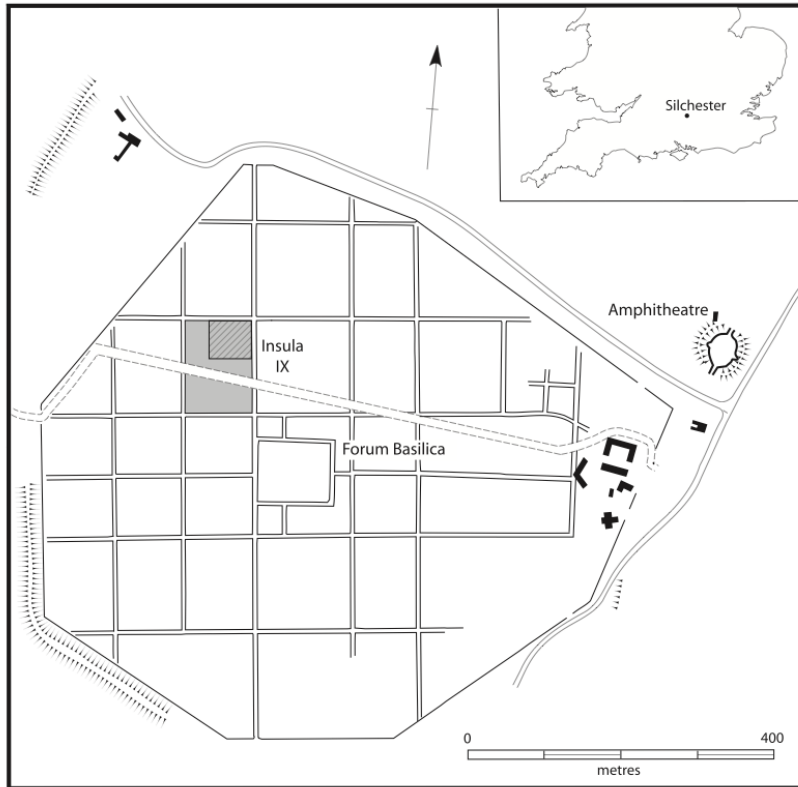 Silchester
Amphitheatre
Insula
IX
Forum Basilica
0
400
metres